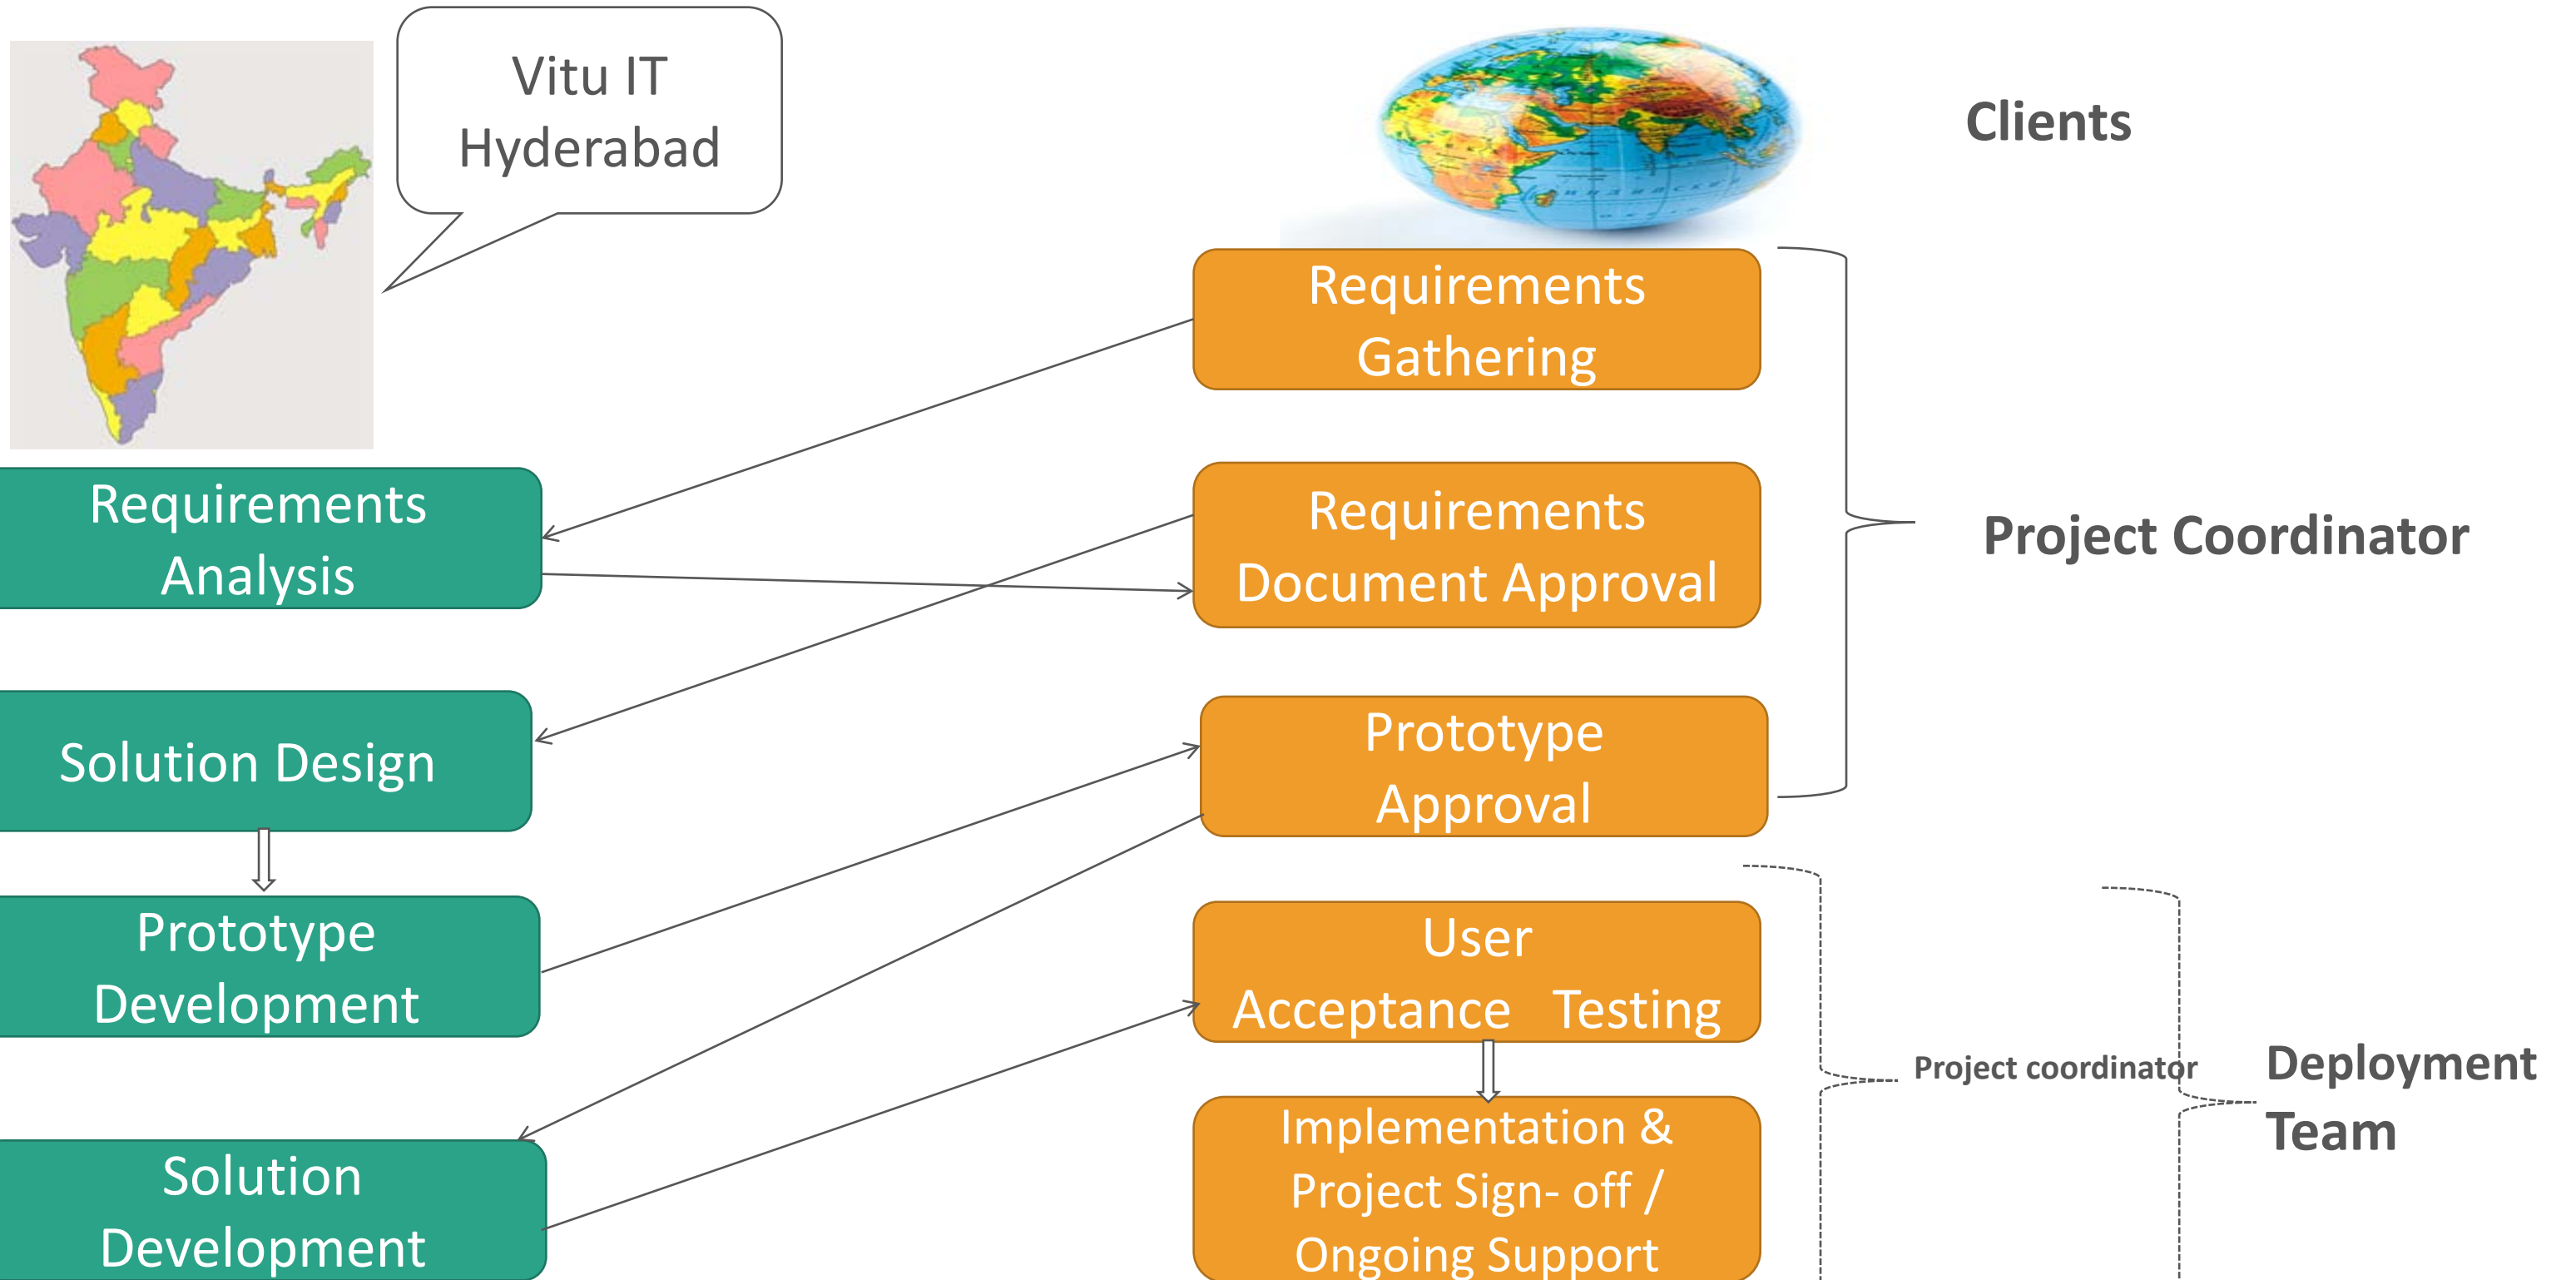 Vitu IT
Hyderabad
Clients
Requirements
Gathering
Requirements
Analysis
Requirements
Document Approval
Project Coordinator
Solution Design
Prototype
Approval
Prototype
Development
User
Acceptance Testing
Project coordinator
Deployment
Team
Solution
Development
Implementation &
Project Sign- off /
Ongoing Support